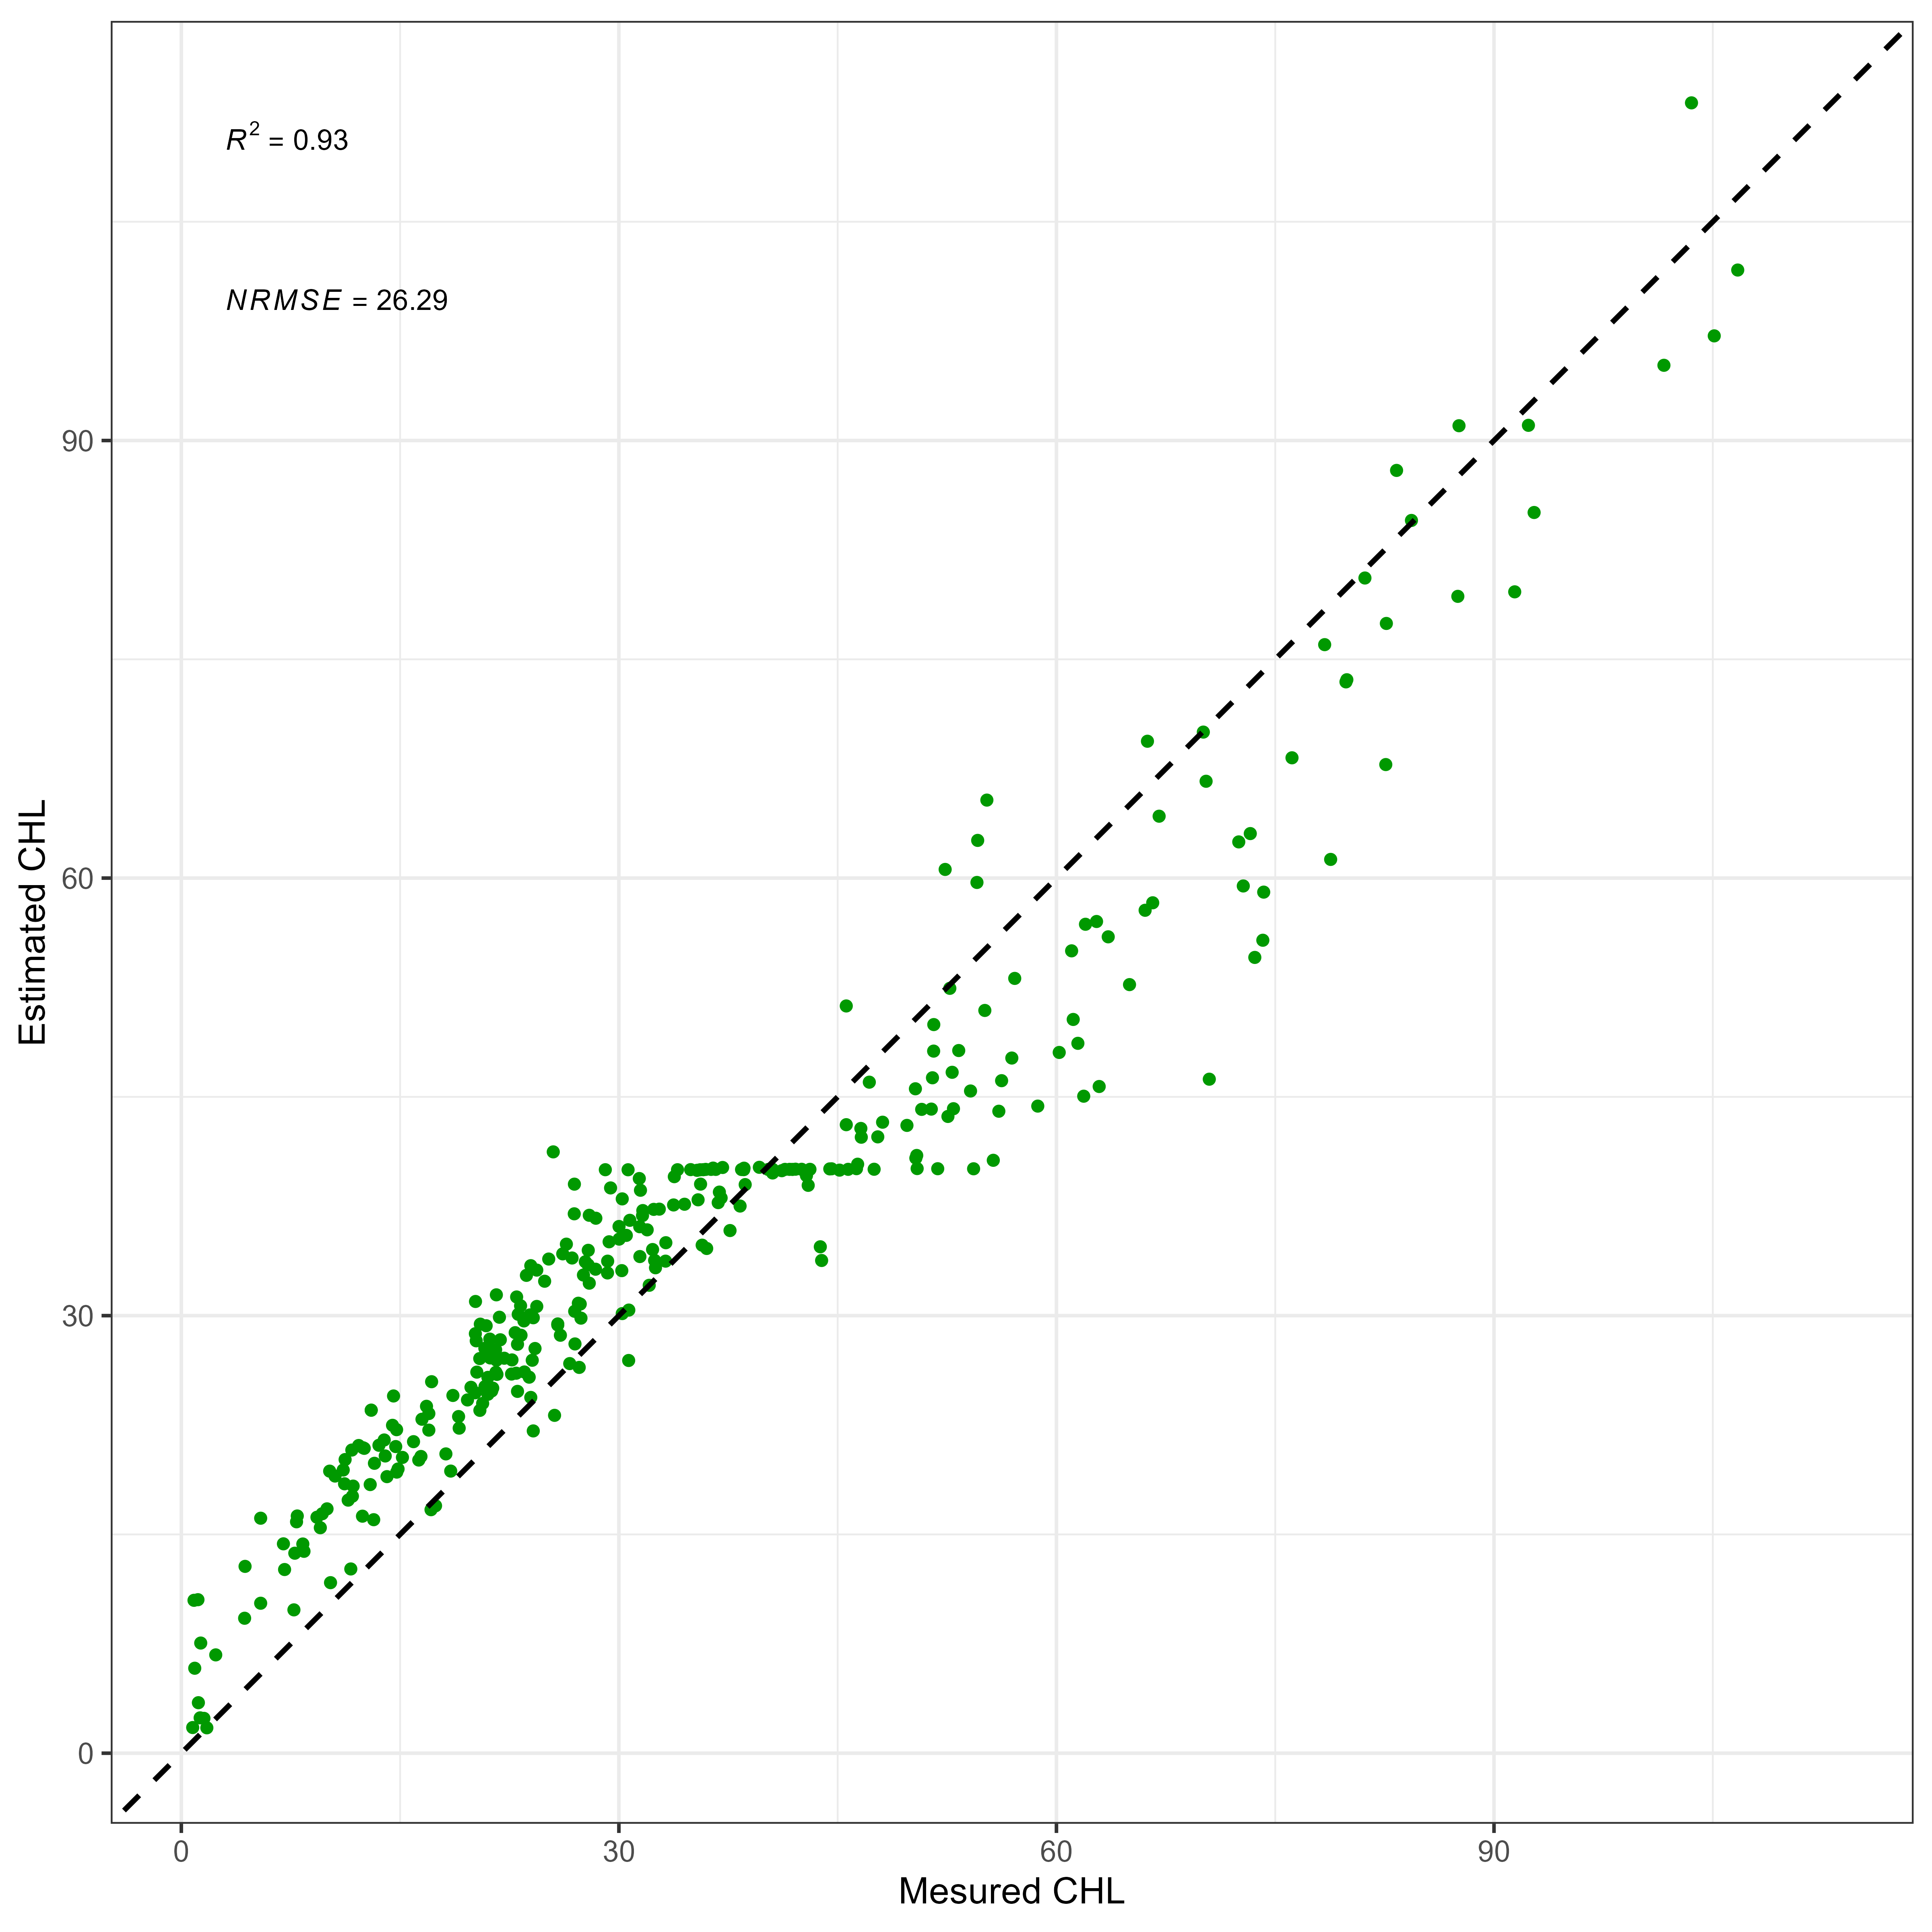 R² = 0.93
NRMSE = 26.29
90
60
30
0
Estimated CHL
0
30
60
90
Mesured CHL